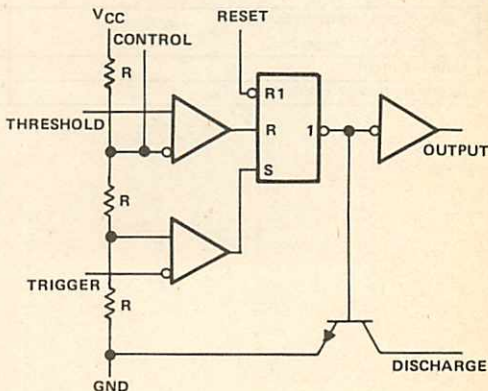 VCC
RESET
CONTROL
R
R1
THRESHOLD
R
1
OUTPUT
S
R
TRIGGER
R
DISCHARGE
GND